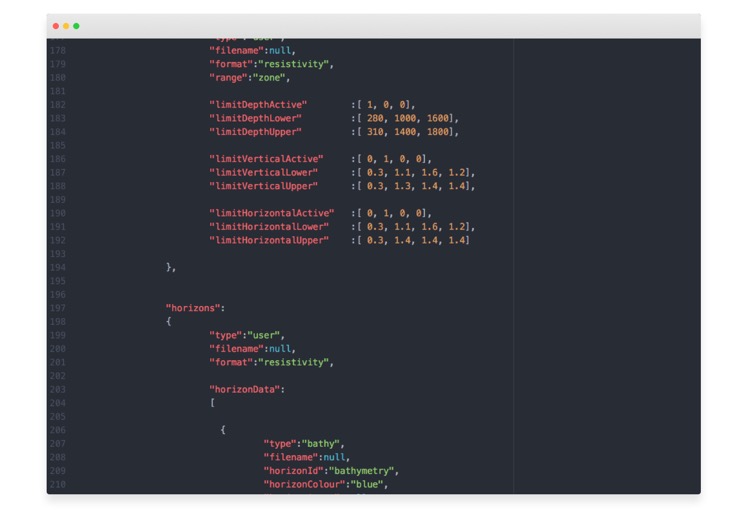 177 "type":"user",
178 "filename":null,
179 "format":"resistivity",
180 "range":"zone",
181
182 "limitDepthActive" :[ 1, 0, 0],
183 "limitDepthLower" :[ 280, 1000, 1600],
184 "limitDepthUpper" :[ 310, 1400, 1800],
185
186 "limitVerticalActive" :[ 0, 1, 0, 0],
187 "limitVerticalLower" :[ 0.3, 1.1, 1.6, 1.2],
188 "limitVerticalUpper" :[ 0.3, 1.3, 1.4, 1.4],
189
190 "limitHorizontalActive" :[ 0, 1, 0, 0],
191 "limitHorizontalLower" :[ 0.3, 1.1, 1.6, 1.2],
192 "limitHorizontalUpper" :[ 0.3, 1.4, 1.4, 1.4]
193
194 },
195
196
197 "horizons":
198 {
199 "type":"user",
200 "filename":null,
201 "format":"resistivity",
202
203 "horizonData":
204 [
205
206 {
207 "type":"bathy",
208 "filename":null,
209 "horizonId":"bathymetry",
210 "horizonColour":"blue",